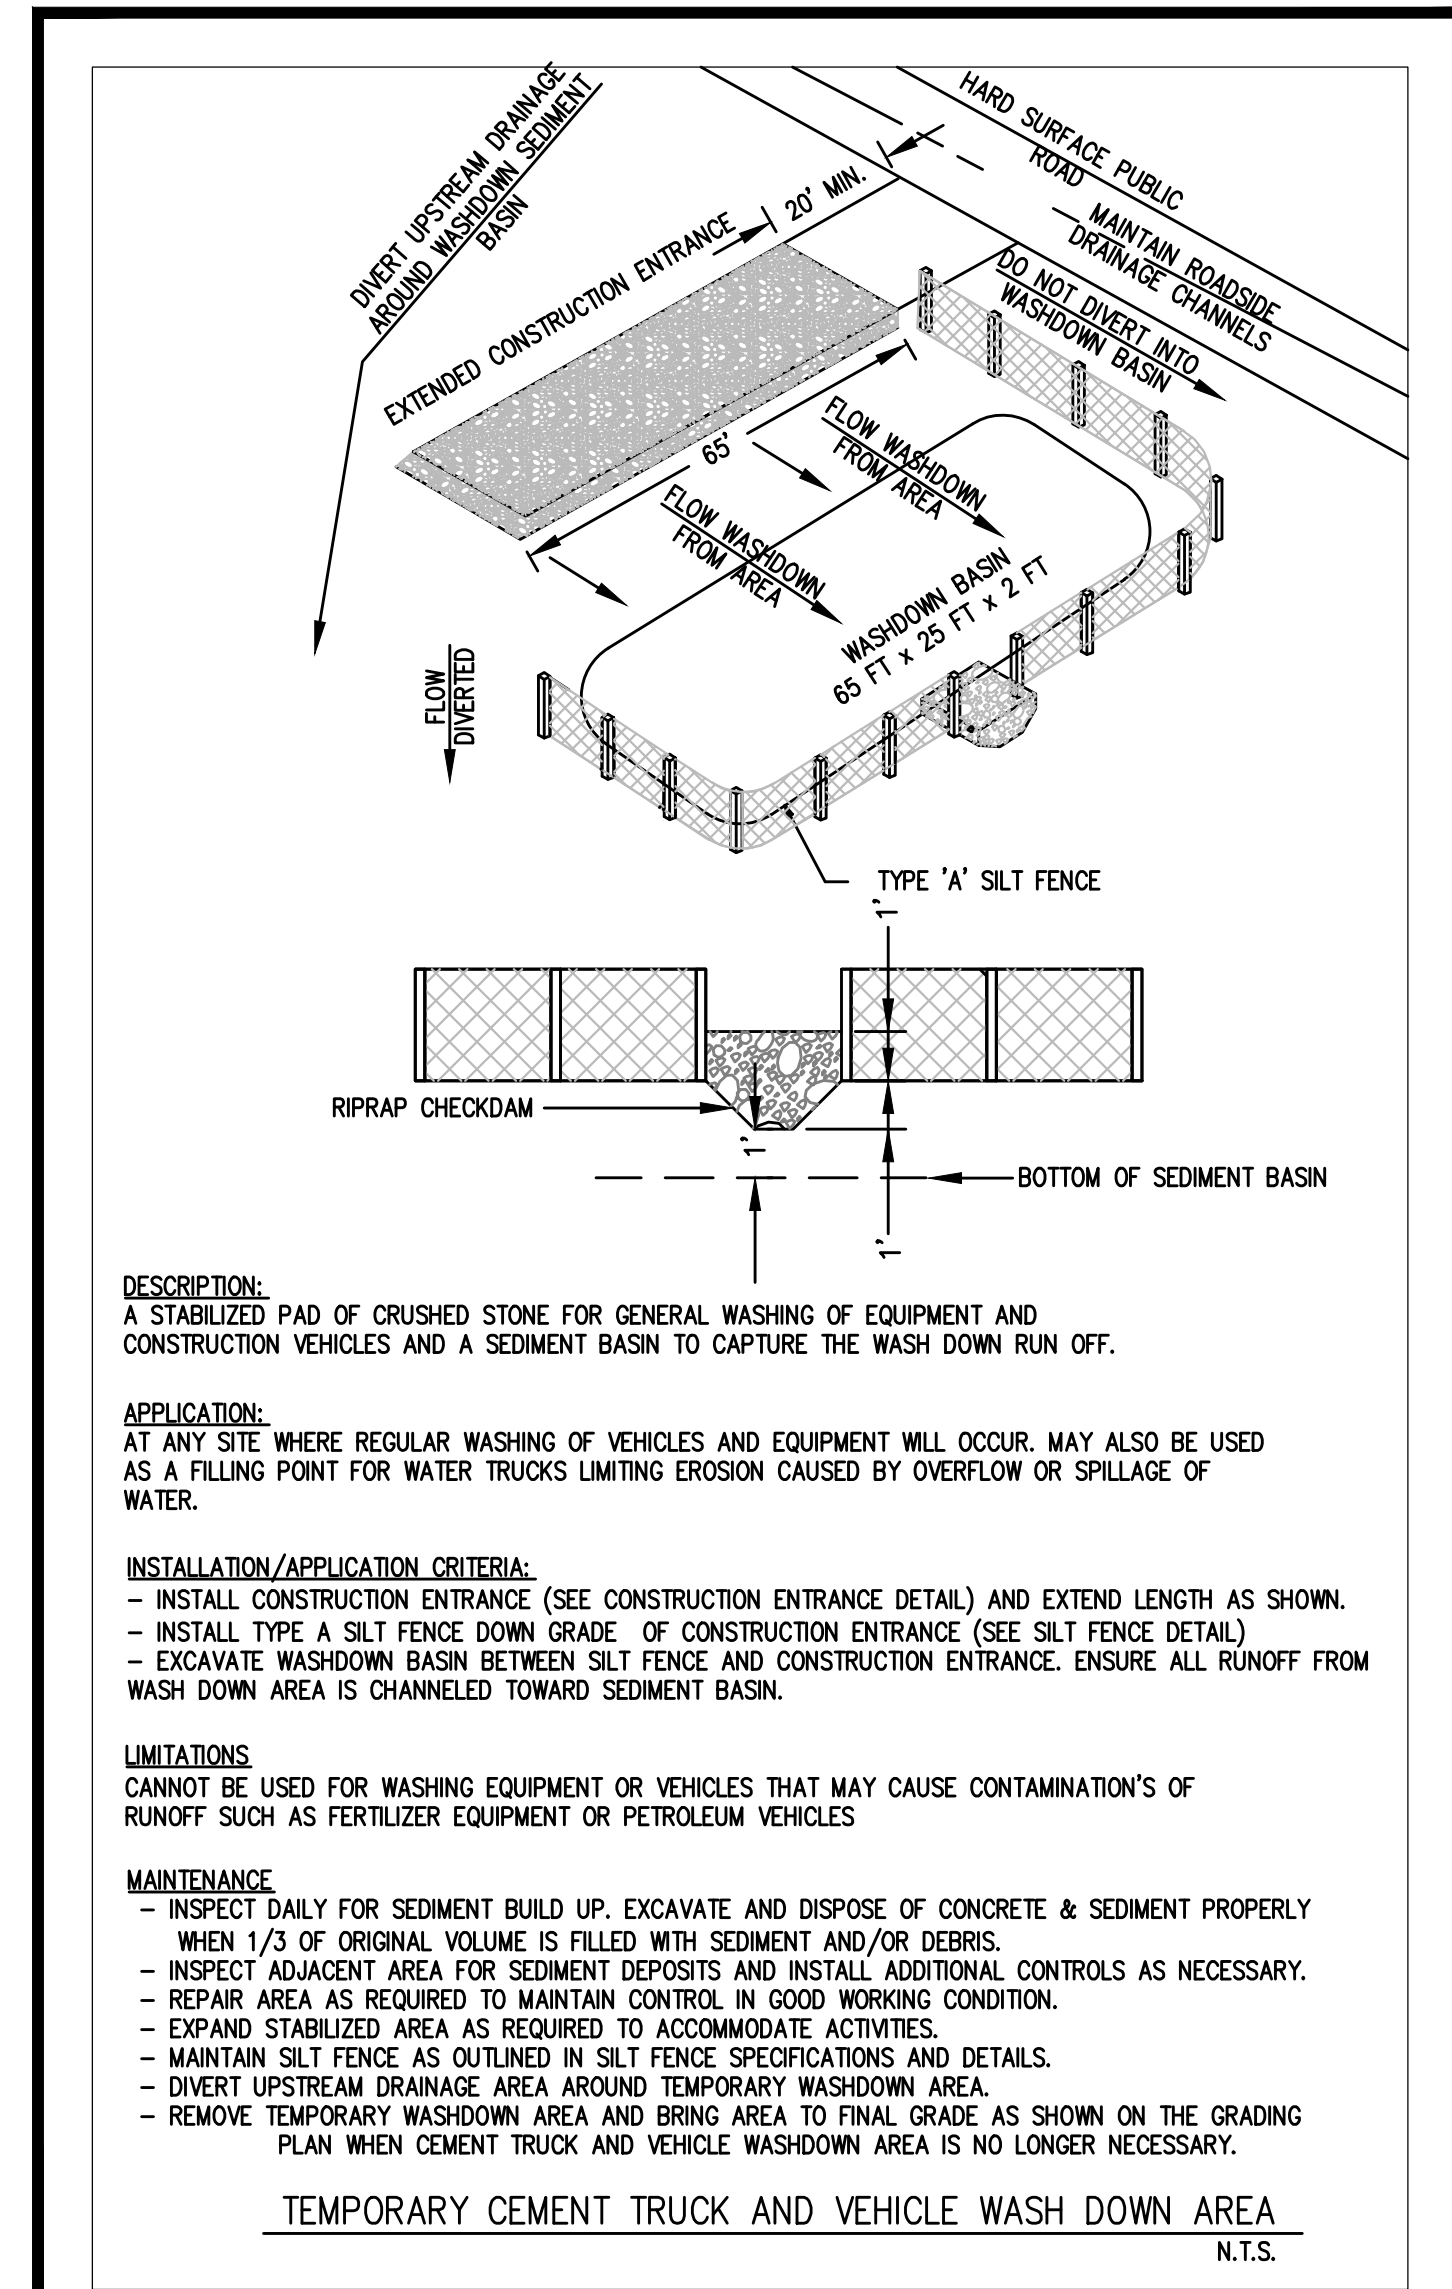 DIVERT UPSTREAM DRAINAGE
AROUND WASHDOWN SEDIMENT
BASIN
HARD SURFACE PUBLIC
ROAD
20' MIN.
EXTENDED CONSTRUCTION ENTRANCE
MAINTAIN ROADSIDE
DRAINAGE CHANNELS
DO NOT DIVERT INTO
WASHDOWN BASIN
65'
FLOW WASHDOWN
FROM AREA
FLOW WASHDOWN
FROM AREA
WASHDOWN BASIN
65 FT x 25 FT x 2 FT
FLOW
DIVERTED
TYPE 'A' SILT FENCE
1'
RIPRAP CHECKDAM
1'
BOTTOM OF SEDIMENT BASIN
1'
DESCRIPTION:
A STABILIZED PAD OF CRUSHED STONE FOR GENERAL WASHING OF EQUIPMENT AND
CONSTRUCTION VEHICLES AND A SEDIMENT BASIN TO CAPTURE THE WASH DOWN RUN OFF.
APPLICATION:
AT ANY SITE WHERE REGULAR WASHING OF VEHICLES AND EQUIPMENT WILL OCCUR. MAY ALSO BE USED
AS A FILLING POINT FOR WATER TRUCKS LIMITING EROSION CAUSED BY OVERFLOW OR SPILLAGE OF
WATER.
INSTALLATION/APPLICATION CRITERIA:
– INSTALL CONSTRUCTION ENTRANCE (SEE CONSTRUCTION ENTRANCE DETAIL) AND EXTEND LENGTH AS SHOWN.
– INSTALL TYPE A SILT FENCE DOWN GRADE OF CONSTRUCTION ENTRANCE (SEE SILT FENCE DETAIL)
– EXCAVATE WASHDOWN BASIN BETWEEN SILT FENCE AND CONSTRUCTION ENTRANCE. ENSURE ALL RUNOFF FROM
WASH DOWN AREA IS CHANNELED TOWARD SEDIMENT BASIN.
LIMITATIONS
CANNOT BE USED FOR WASHING EQUIPMENT OR VEHICLES THAT MAY CAUSE CONTAMINATION'S OF
RUNOFF SUCH AS FERTILIZER EQUIPMENT OR PETROLEUM VEHICLES
MAINTENANCE
– INSPECT DAILY FOR SEDIMENT BUILD UP. EXCAVATE AND DISPOSE OF CONCRETE & SEDIMENT PROPERLY
WHEN 1/3 OF ORIGINAL VOLUME IS FILLED WITH SEDIMENT AND/OR DEBRIS.
– INSPECT ADJACENT AREA FOR SEDIMENT DEPOSITS AND INSTALL ADDITIONAL CONTROLS AS NECESSARY.
– REPAIR AREA AS REQUIRED TO MAINTAIN CONTROL IN GOOD WORKING CONDITION.
– EXPAND STABILIZED AREA AS REQUIRED TO ACCOMMODATE ACTIVITIES.
– MAINTAIN SILT FENCE AS OUTLINED IN SILT FENCE SPECIFICATIONS AND DETAILS.
– DIVERT UPSTREAM DRAINAGE AREA AROUND TEMPORARY WASHDOWN AREA.
– REMOVE TEMPORARY WASHDOWN AREA AND BRING AREA TO FINAL GRADE AS SHOWN ON THE GRADING
PLAN WHEN CEMENT TRUCK AND VEHICLE WASHDOWN AREA IS NO LONGER NECESSARY.
TEMPORARY CEMENT TRUCK AND VEHICLE WASH DOWN AREA
N.T.S.